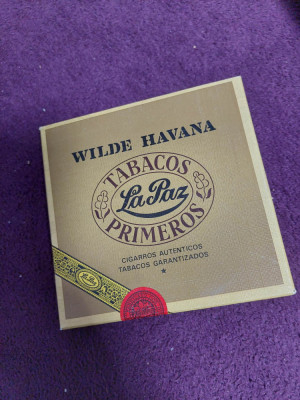 WILDE HAVANA
TABACOS
La Paz
PRIMEROS
CIGARROS AUTENTICOS
TABACOS GARANTIZADOS